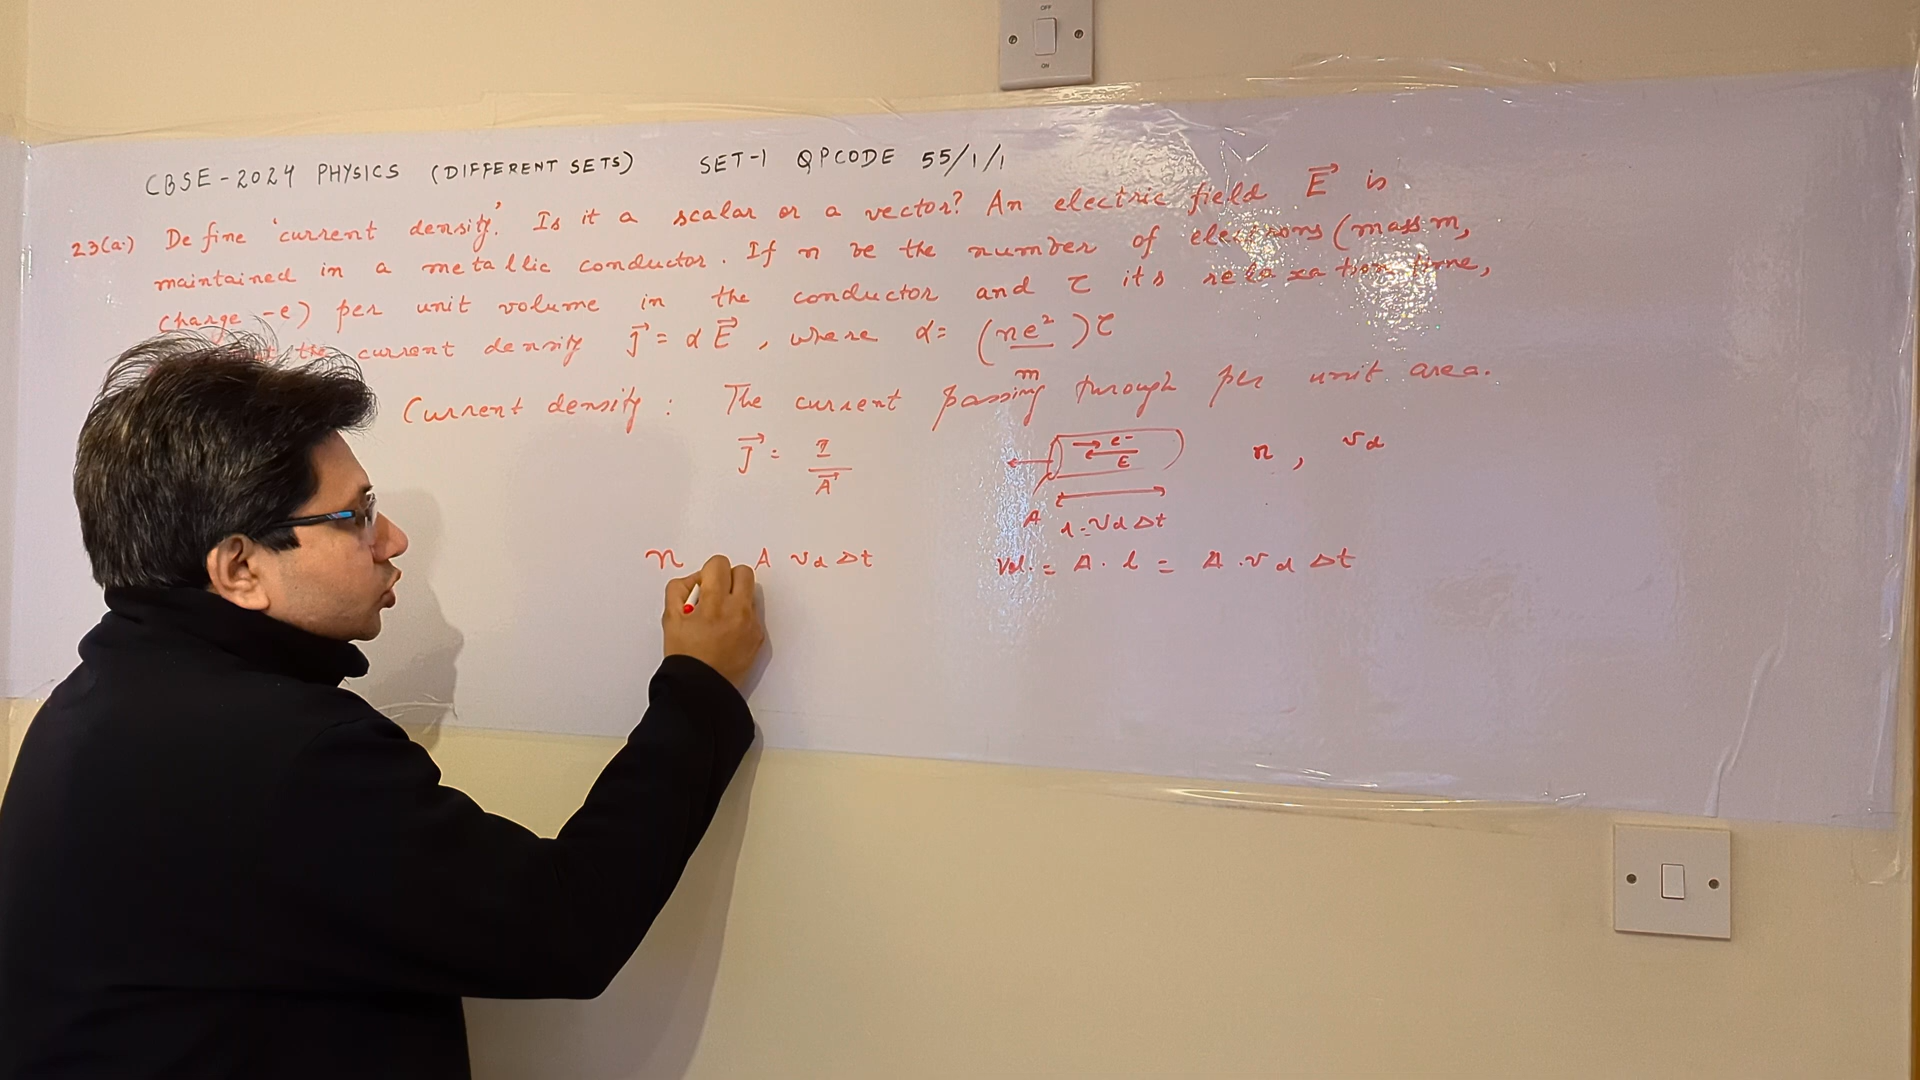 OFF
ON
CBSE-2024 PHYSICS (DIFFERENT SETS) SET-1 QPCODE 55/1/1
23(a.) Define 'current density'. Is it a scalar or a vector? An electric field E⃗ is
maintained in a metallic conductor. If n be the number of electrons (mass m,
charge -e) per unit volume in the conductor and τ its relaxation time,
the current density J⃗ = α E⃗, where α = (ne²/m)τ
Current density : The current passing through per unit area.
J⃗ = I/A⃗
e-
E
n, vd
A
l = vd Δt
n A vd Δt
Vol. = A . l = A . vd Δt